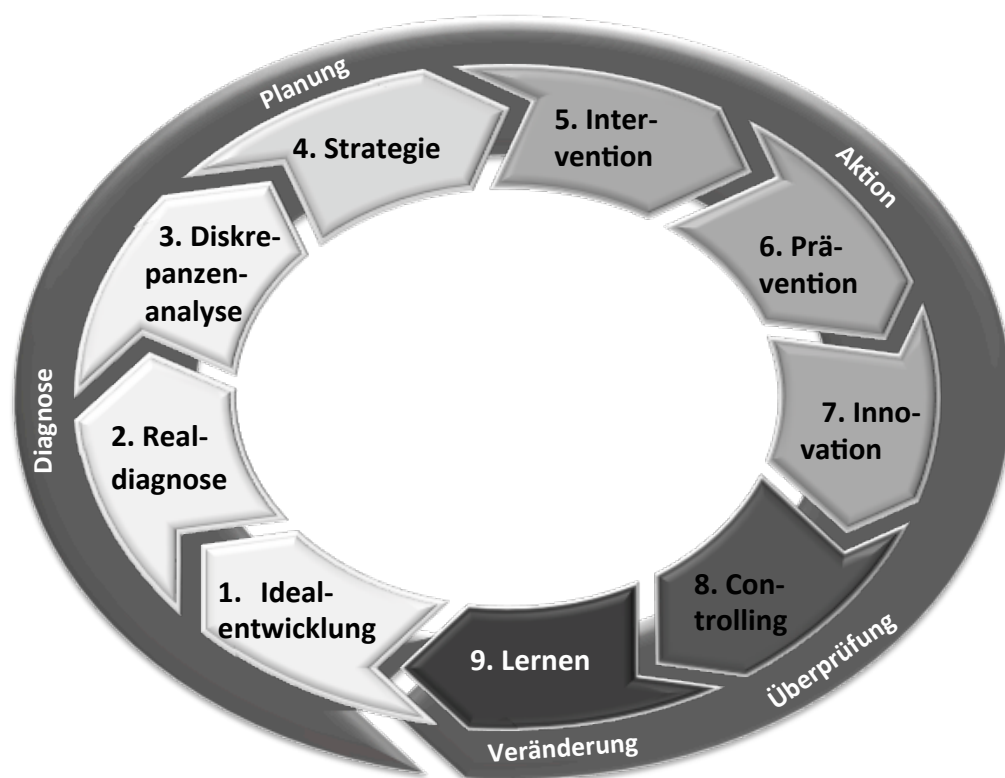 Diagnose
Planung
Aktion
Überprüfung
Veränderung
1. Ideal-
entwicklung
2. Real-
diagnose
3. Diskre-
panzen-
analyse
4. Strategie
5. Inter-
vention
6. Prä-
vention
7. Inno-
vation
8. Con-
trolling
9. Lernen